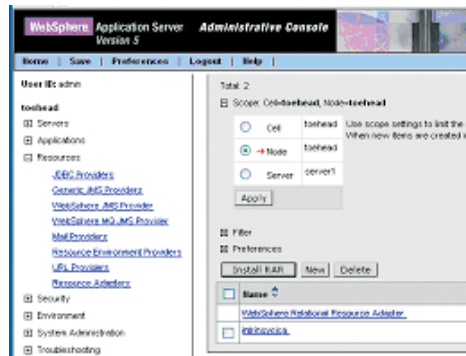 WebSphere Application Server Administrative Console
Version 5
Home | Save | Preferences | Logout | Help |
User ID: admin
toehead
Servers
Applications
Resources
JDBC Providers
Generic JMS Providers
WebSphere JMS Provider
WebSphere MQ JMS Provider
Mail Providers
Resource Environment Providers
URL Providers
Resource Adapters
Security
Environment
System Administration
Troubleshooting
Total: 2
Scope: Cell=toehead, Node=toehead
Cell toehead Use scope settings to limit the
When new items are created i
Node toehead
Server server1
Apply
Filter
Preferences
Install RAR New Delete
Name
WebSphere Relational Resource Adapter